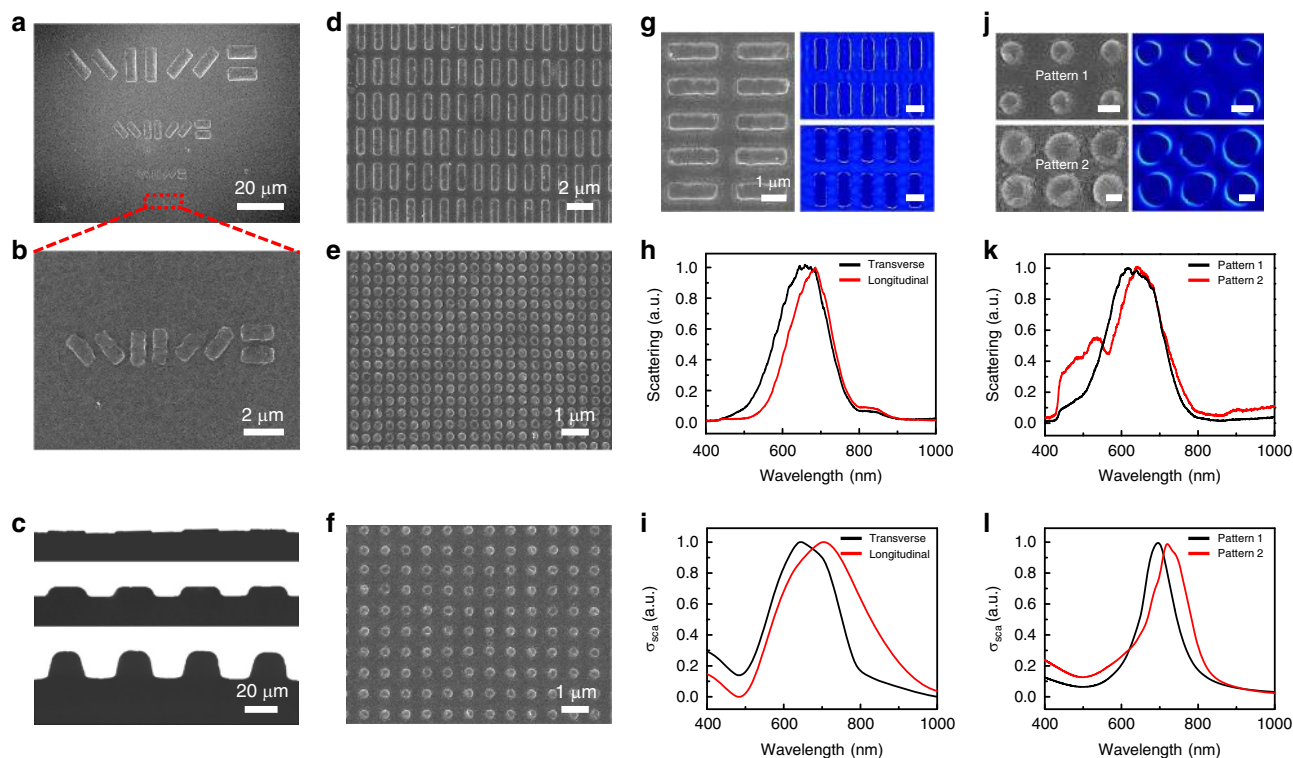 a
20 μm
b
2 μm
c
20 μm
d
2 μm
e
1 μm
f
1 μm
g
1 μm
h
Transverse
Longitudinal
Scattering (a.u.)
1.0
0.8
0.6
0.4
0.2
0.0
400 600 800 1000
Wavelength (nm)
i
Transverse
Longitudinal
σsca (a.u.)
1.0
0.8
0.6
0.4
0.2
0.0
400 600 800 1000
Wavelength (nm)
j
Pattern 1
Pattern 2
k
Pattern 1
Pattern 2
Scattering (a.u.)
1.0
0.8
0.6
0.4
0.2
0.0
400 600 800 1000
Wavelength (nm)
l
Pattern 1
Pattern 2
σsca (a.u.)
1.0
0.8
0.6
0.4
0.2
0.0
400 600 800 1000
Wavelength (nm)